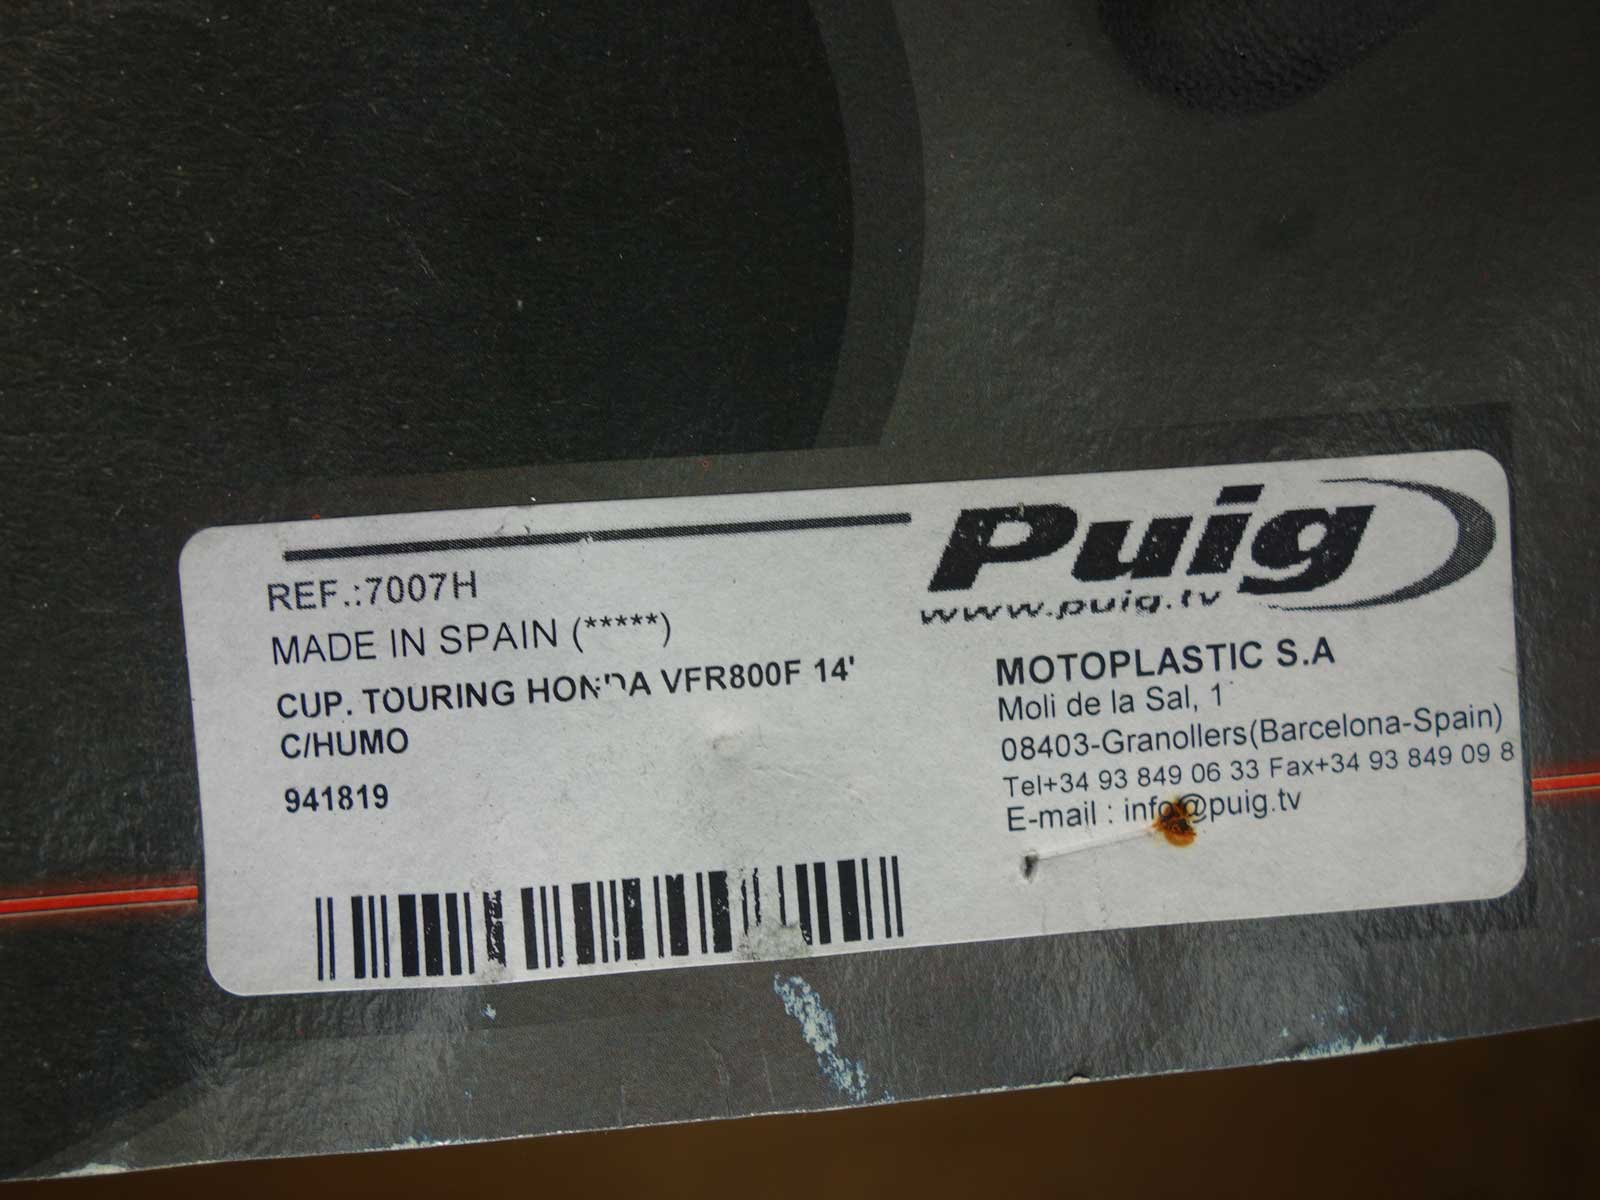 Puig
www.puig.tv
REF.:7007H
MADE IN SPAIN (*****)
CUP. TOURING HONDA VFR800F 14'
C/HUMO
941819
MOTOPLASTIC S.A
Moli de la Sal, 1
08403-Granollers(Barcelona-Spain)
Tel+34 93 849 06 33 Fax+34 93 849 09 8
E-mail : info@puig.tv